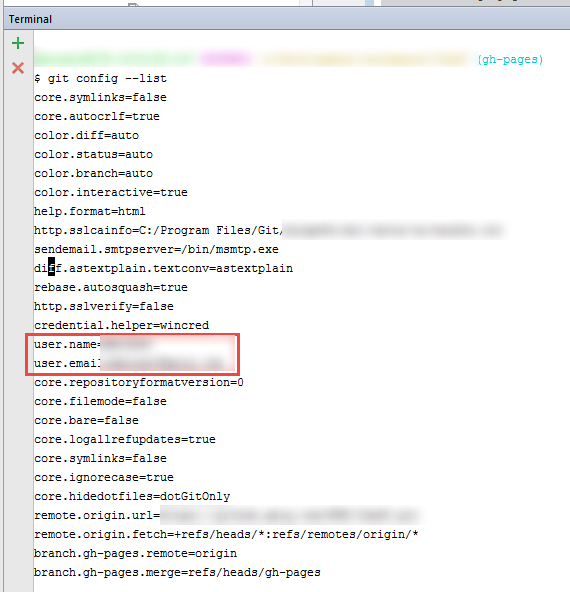 Terminal
(gh-pages)
$ git config --list
core.symlinks=false
core.autocrlf=true
color.diff=auto
color.status=auto
color.branch=auto
color.interactive=true
help.format=html
http.sslcainfo=C:/Program Files/Git/
sendemail.smtpserver=/bin/msmtp.exe
diff.astextplain.textconv=astextplain
rebase.autosquash=true
http.sslverify=false
credential.helper=wincred
user.name=
user.email
core.repositoryformatversion=0
core.filemode=false
core.bare=false
core.logallrefupdates=true
core.symlinks=false
core.ignorecase=true
core.hidedotfiles=dotGitOnly
remote.origin.url=
remote.origin.fetch=+refs/heads/*:refs/remotes/origin/*
branch.gh-pages.remote=origin
branch.gh-pages.merge=refs/heads/gh-pages